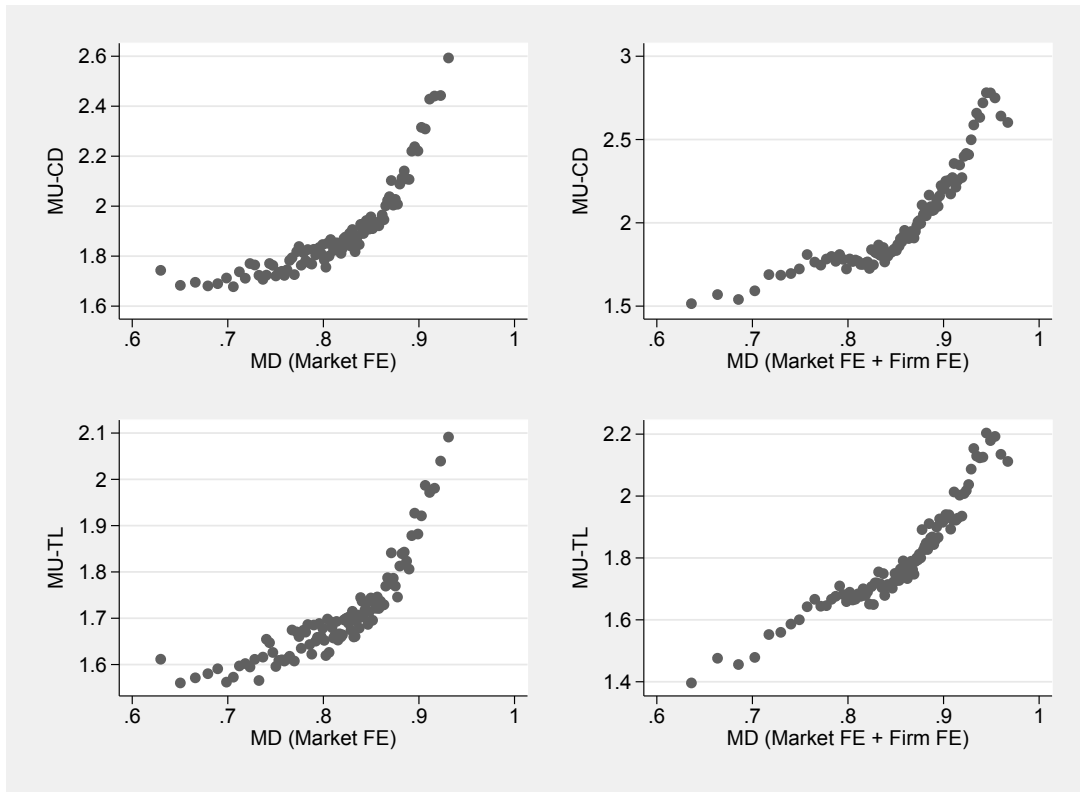 2.6
2.4
2.2
2
1.8
1.6
MU-CD
.6 .7 .8 .9 1
MD (Market FE)
3
2.5
2
1.5
MU-CD
.6 .7 .8 .9 1
MD (Market FE + Firm FE)
2.1
2
1.9
1.8
1.7
1.6
MU-TL
.6 .7 .8 .9 1
MD (Market FE)
2.2
2
1.8
1.6
1.4
MU-TL
.6 .7 .8 .9 1
MD (Market FE + Firm FE)